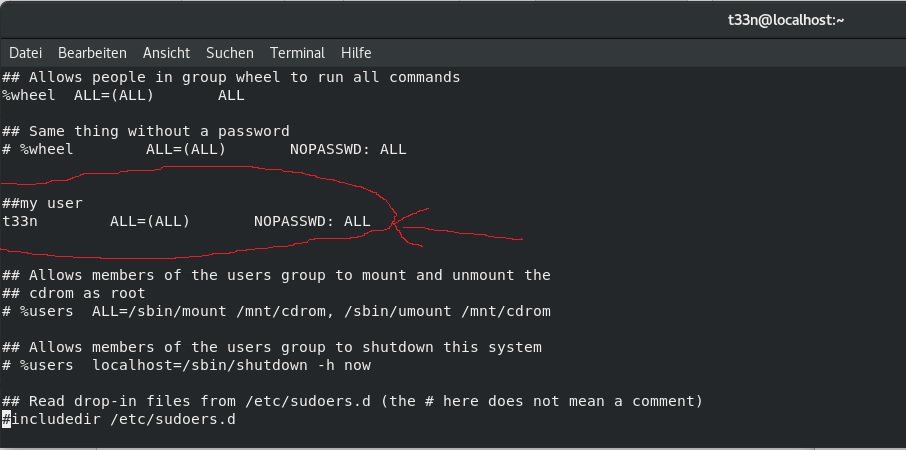 t33n@localhost:~
Datei Bearbeiten Ansicht Suchen Terminal Hilfe
## Allows people in group wheel to run all commands
%wheel  ALL=(ALL)       ALL
## Same thing without a password
# %wheel        ALL=(ALL)       NOPASSWD: ALL
##my user
t33n        ALL=(ALL)       NOPASSWD: ALL
## Allows members of the users group to mount and unmount the
## cdrom as root
# %users  ALL=/sbin/mount /mnt/cdrom, /sbin/umount /mnt/cdrom
## Allows members of the users group to shutdown this system
# %users  localhost=/sbin/shutdown -h now
## Read drop-in files from /etc/sudoers.d (the # here does not mean a comment)
#includedir /etc/sudoers.d